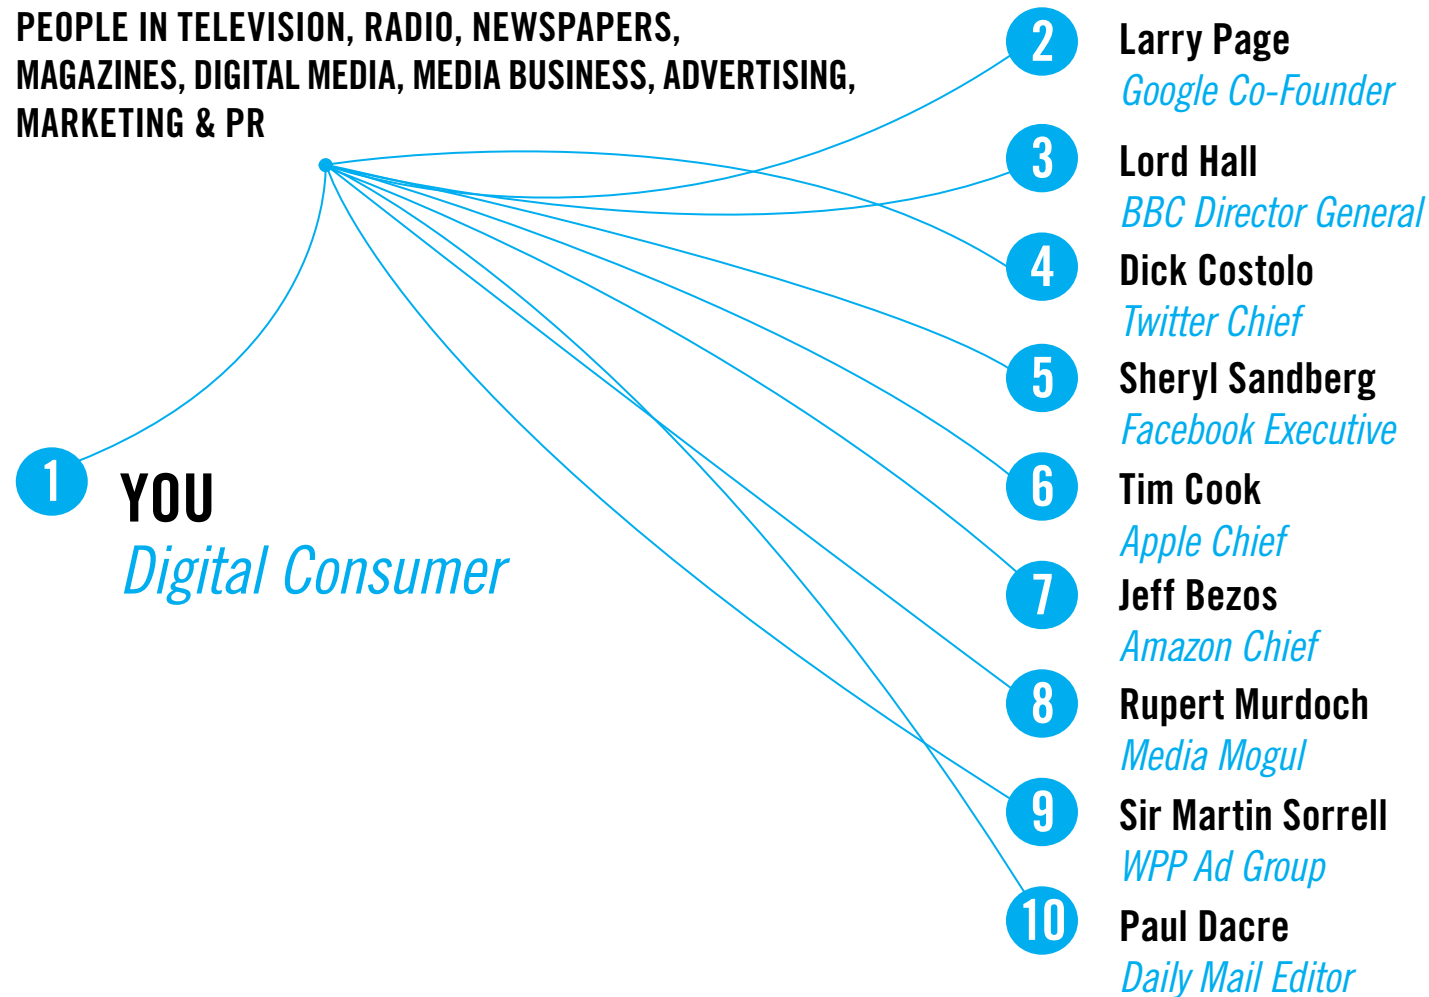 PEOPLE IN TELEVISION, RADIO, NEWSPAPERS,
MAGAZINES, DIGITAL MEDIA, MEDIA BUSINESS, ADVERTISING,
MARKETING & PR
1
YOU
Digital Consumer
2
Larry Page
Google Co-Founder
3
Lord Hall
BBC Director General
4
Dick Costolo
Twitter Chief
5
Sheryl Sandberg
Facebook Executive
6
Tim Cook
Apple Chief
7
Jeff Bezos
Amazon Chief
8
Rupert Murdoch
Media Mogul
9
Sir Martin Sorrell
WPP Ad Group
10
Paul Dacre
Daily Mail Editor